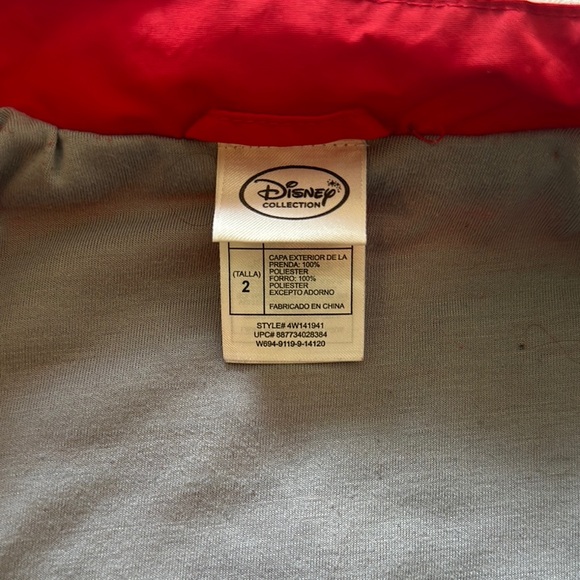 Disney
COLLECTION
CAPA EXTERIOR DE LA
PRENDA: 100%
POLIESTER
FORRO: 100%
POLIESTER
EXCEPTO ADORNO
(TALLA)
2
FABRICADO EN CHINA
STYLE# 4W141941
UPC# 887734028384
W694-9119-9-14120